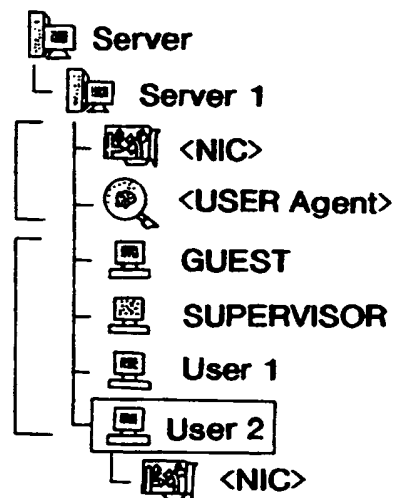 Server
Server 1
<NIC>
<USER Agent>
GUEST
SUPERVISOR
User 1
User 2
<NIC>